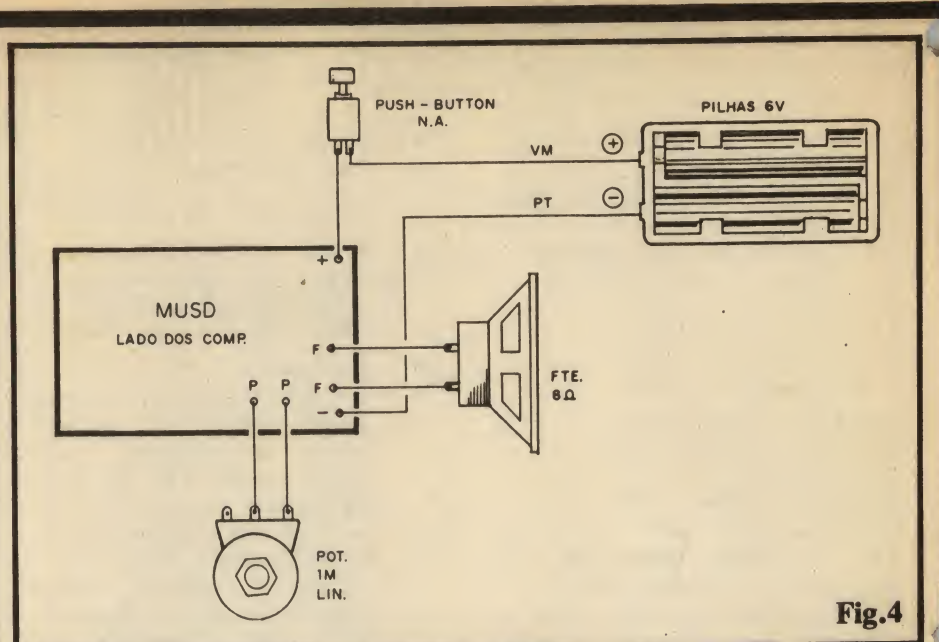 PUSH - BUTTON
N.A.
PILHAS 6V
VM
+
PT
-
+
MUSD
LADO DOS COMP.
F
F
P P
-
FTE.
8Ω
POT.
1M
LIN.
Fig.4